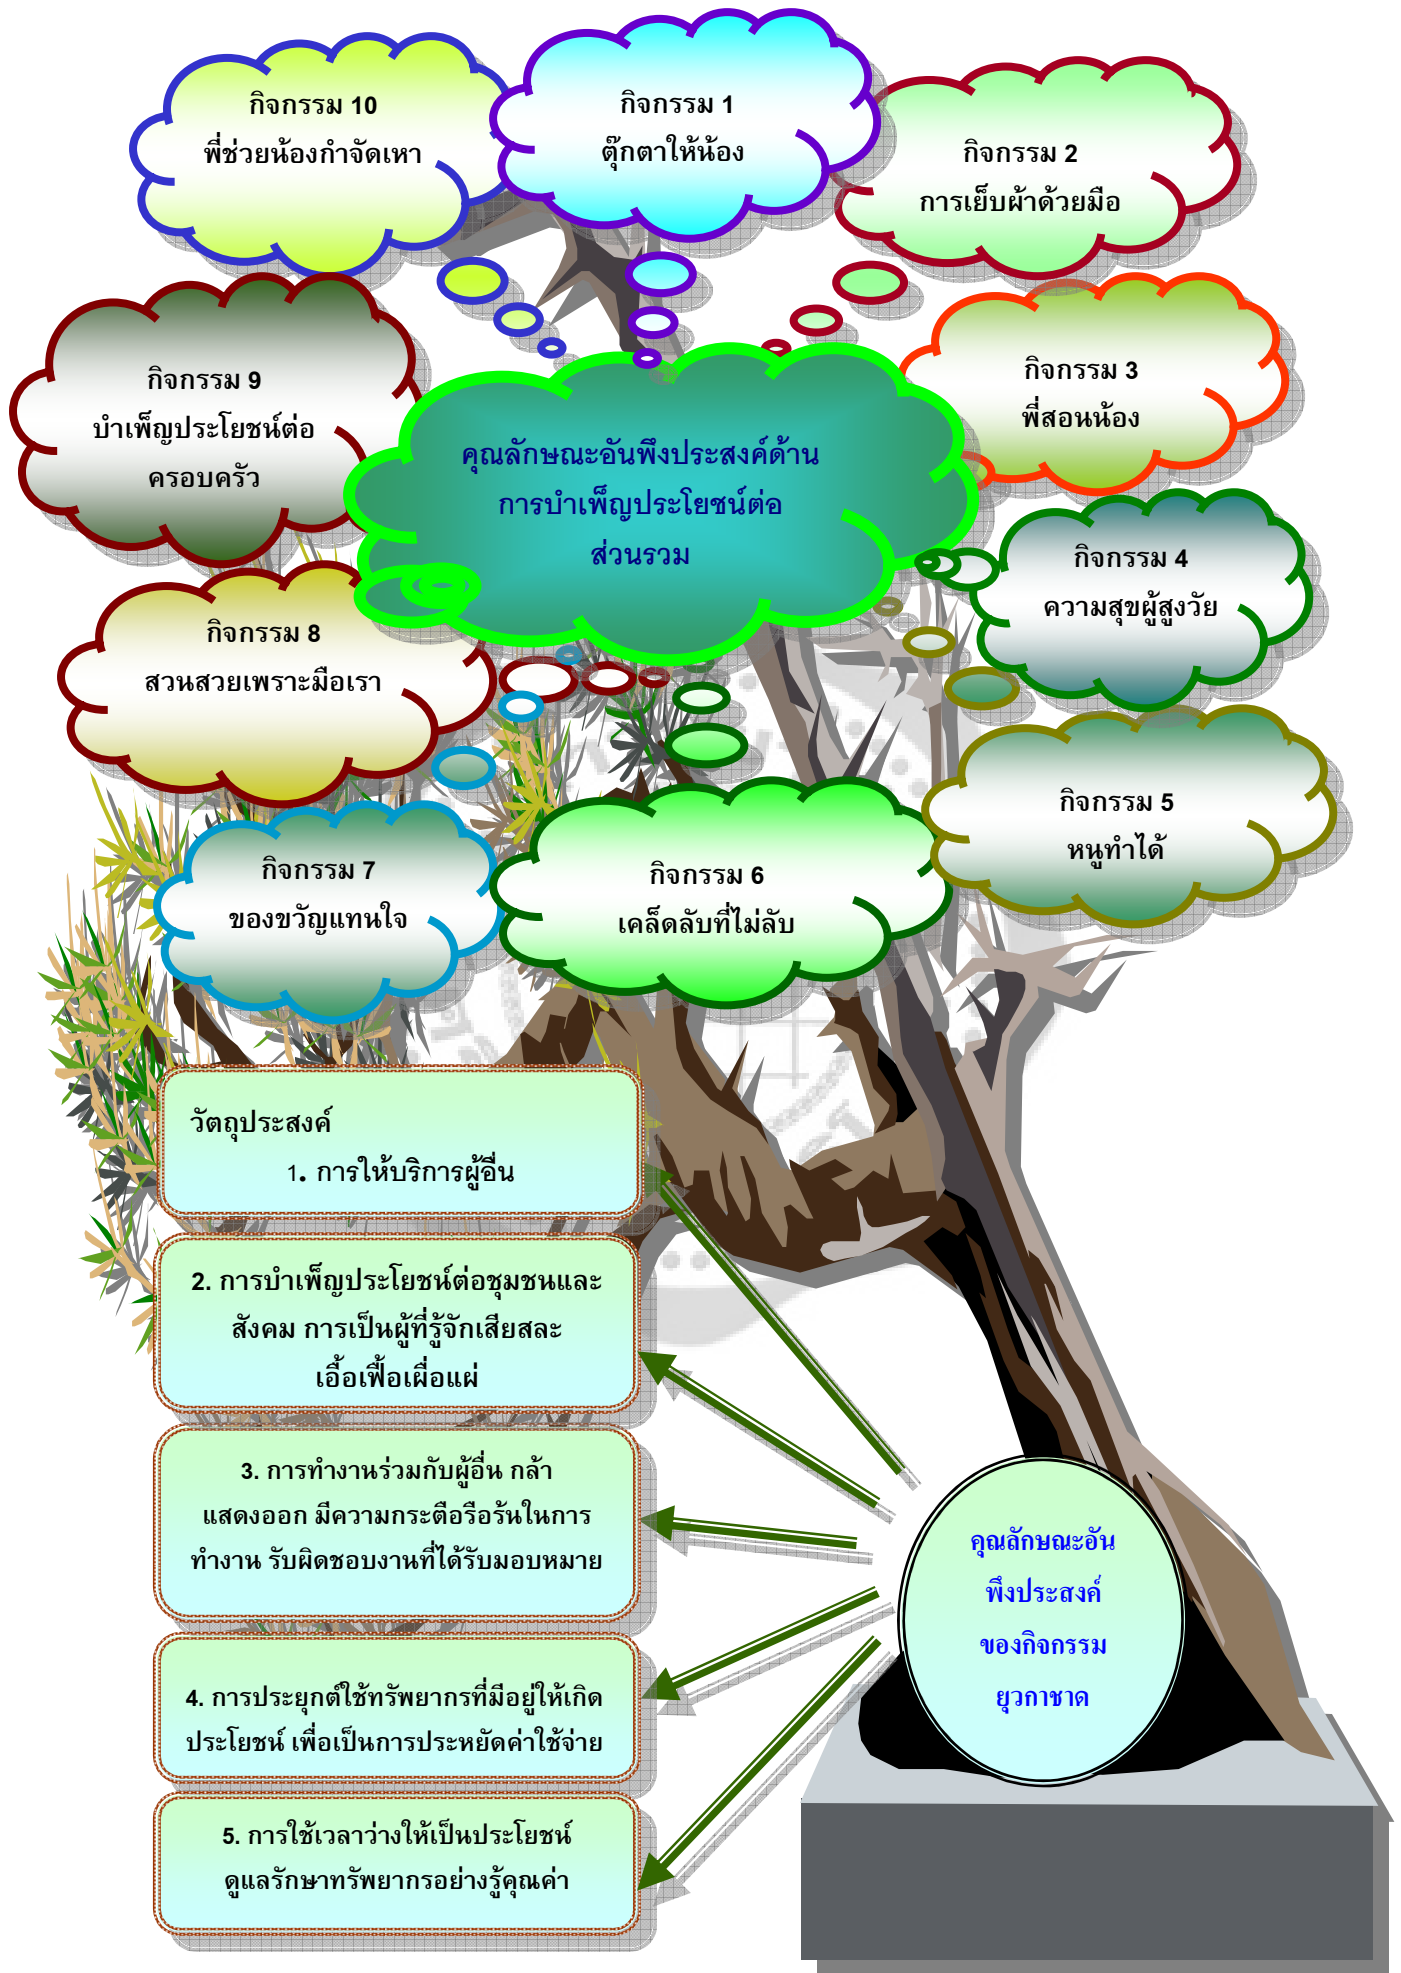 กิจกรรม 10
พี่ช่วยน้องกำจัดเหา
กิจกรรม 1
ตุ๊กตาให้น้อง
กิจกรรม 2
การเย็บผ้าด้วยมือ
กิจกรรม 9
บำเพ็ญประโยชน์ต่อ
ครอบครัว
คุณลักษณะอันพึงประสงค์ด้าน
การบำเพ็ญประโยชน์ต่อ
ส่วนรวม
กิจกรรม 3
พี่สอนน้อง
กิจกรรม 4
ความสุขผู้สูงวัย
กิจกรรม 8
สวนสวยเพราะมือเรา
กิจกรรม 5
หนูทำได้
กิจกรรม 7
ของขวัญแทนใจ
กิจกรรม 6
เคล็ดลับที่ไม่ลับ
วัตถุประสงค์
1. การให้บริการผู้อื่น
2. การบำเพ็ญประโยชน์ต่อชุมชนและ
สังคม การเป็นผู้ที่รู้จักเสียสละ
เอื้อเฟื้อเผื่อแผ่
3. การทำงานร่วมกับผู้อื่น กล้า
แสดงออก มีความกระตือรือร้นในการ
ทำงาน รับผิดชอบงานที่ได้รับมอบหมาย
4. การประยุกต์ใช้ทรัพยากรที่มีอยู่ให้เกิด
ประโยชน์ เพื่อเป็นการประหยัดค่าใช้จ่าย
5. การใช้เวลาว่างให้เป็นประโยชน์
ดูแลรักษาทรัพยากรอย่างรู้คุณค่า
คุณลักษณะอัน
พึงประสงค์
ของกิจกรรม
ยุวกาชาด